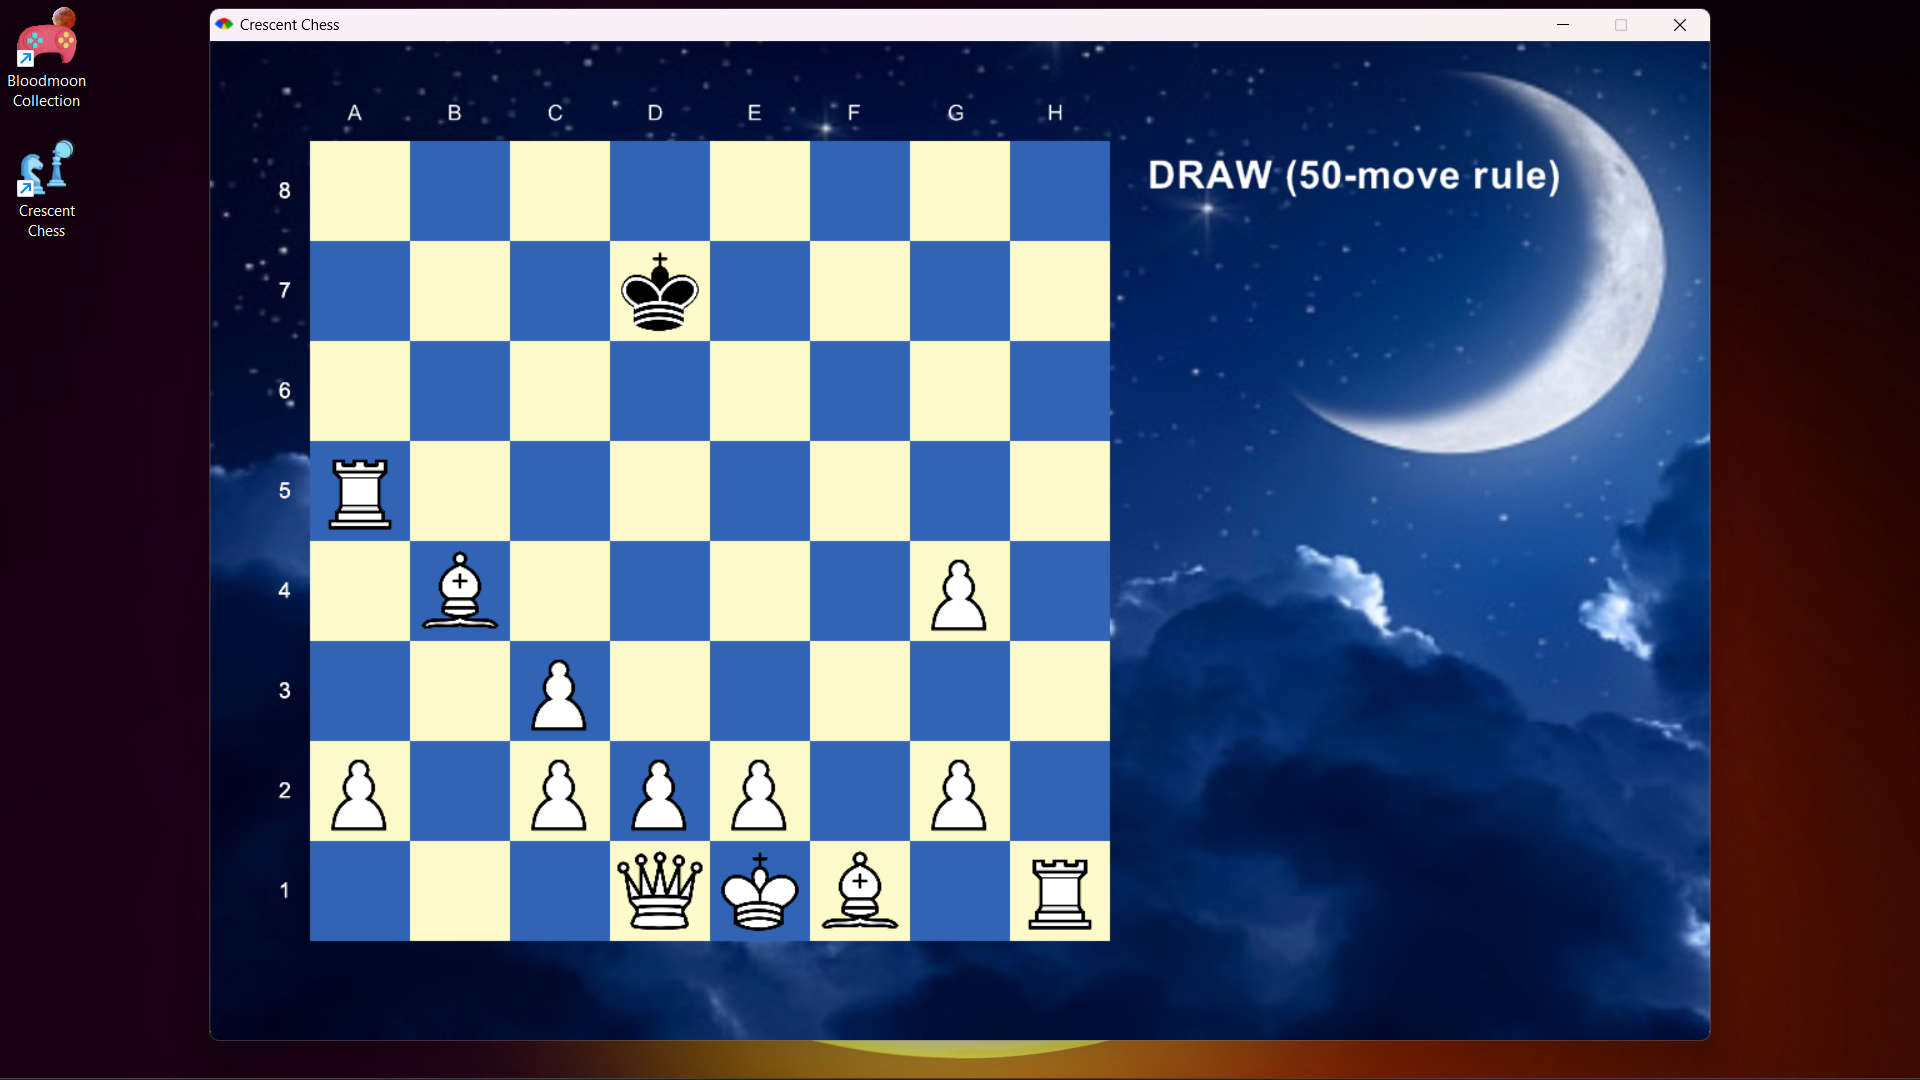 Crescent Chess
Bloodmoon
Collection
Crescent
Chess
A B C D E F G H
DRAW (50-move rule)
8
7
6
5
4
3
2
1